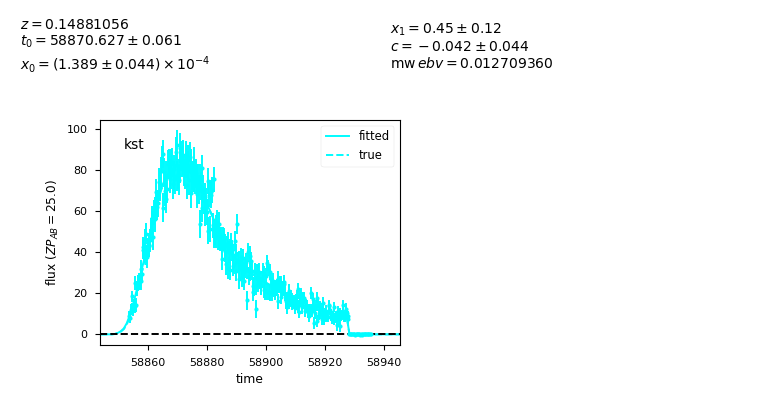 z = 0.14881056
t₀ = 58870.627 ± 0.061
x₀ = (1.389 ± 0.044) × 10⁻⁴
x₁ = 0.45 ± 0.12
c = −0.042 ± 0.044
mw ebv = 0.012709360
kst
fitted
true
100
80
60
40
20
0
flux (ZP_AB = 25.0)
58860 58880 58900 58920 58940
time